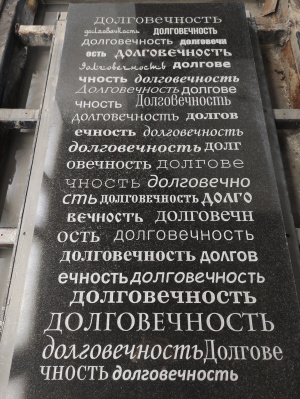 ДОЛГОВЕЧНОСТЬ
долговечность ДОЛГОВЕЧНОСТЬ
долговечность долговечн
ость долговечность
долговечность долгове
чность долговечность
Долговечность долгове
чность Долговечность
долговечность долгов
ечность долговечность
долговечность долг
овечность долгове
чность долговечно
сть долговечность долго
вечность долговечн
ость долговечность
долговечность долгов
ечность долговечность
долговечность
ДОЛГОВЕЧНОСТЬ
долговечность Долгове
чность долговечность